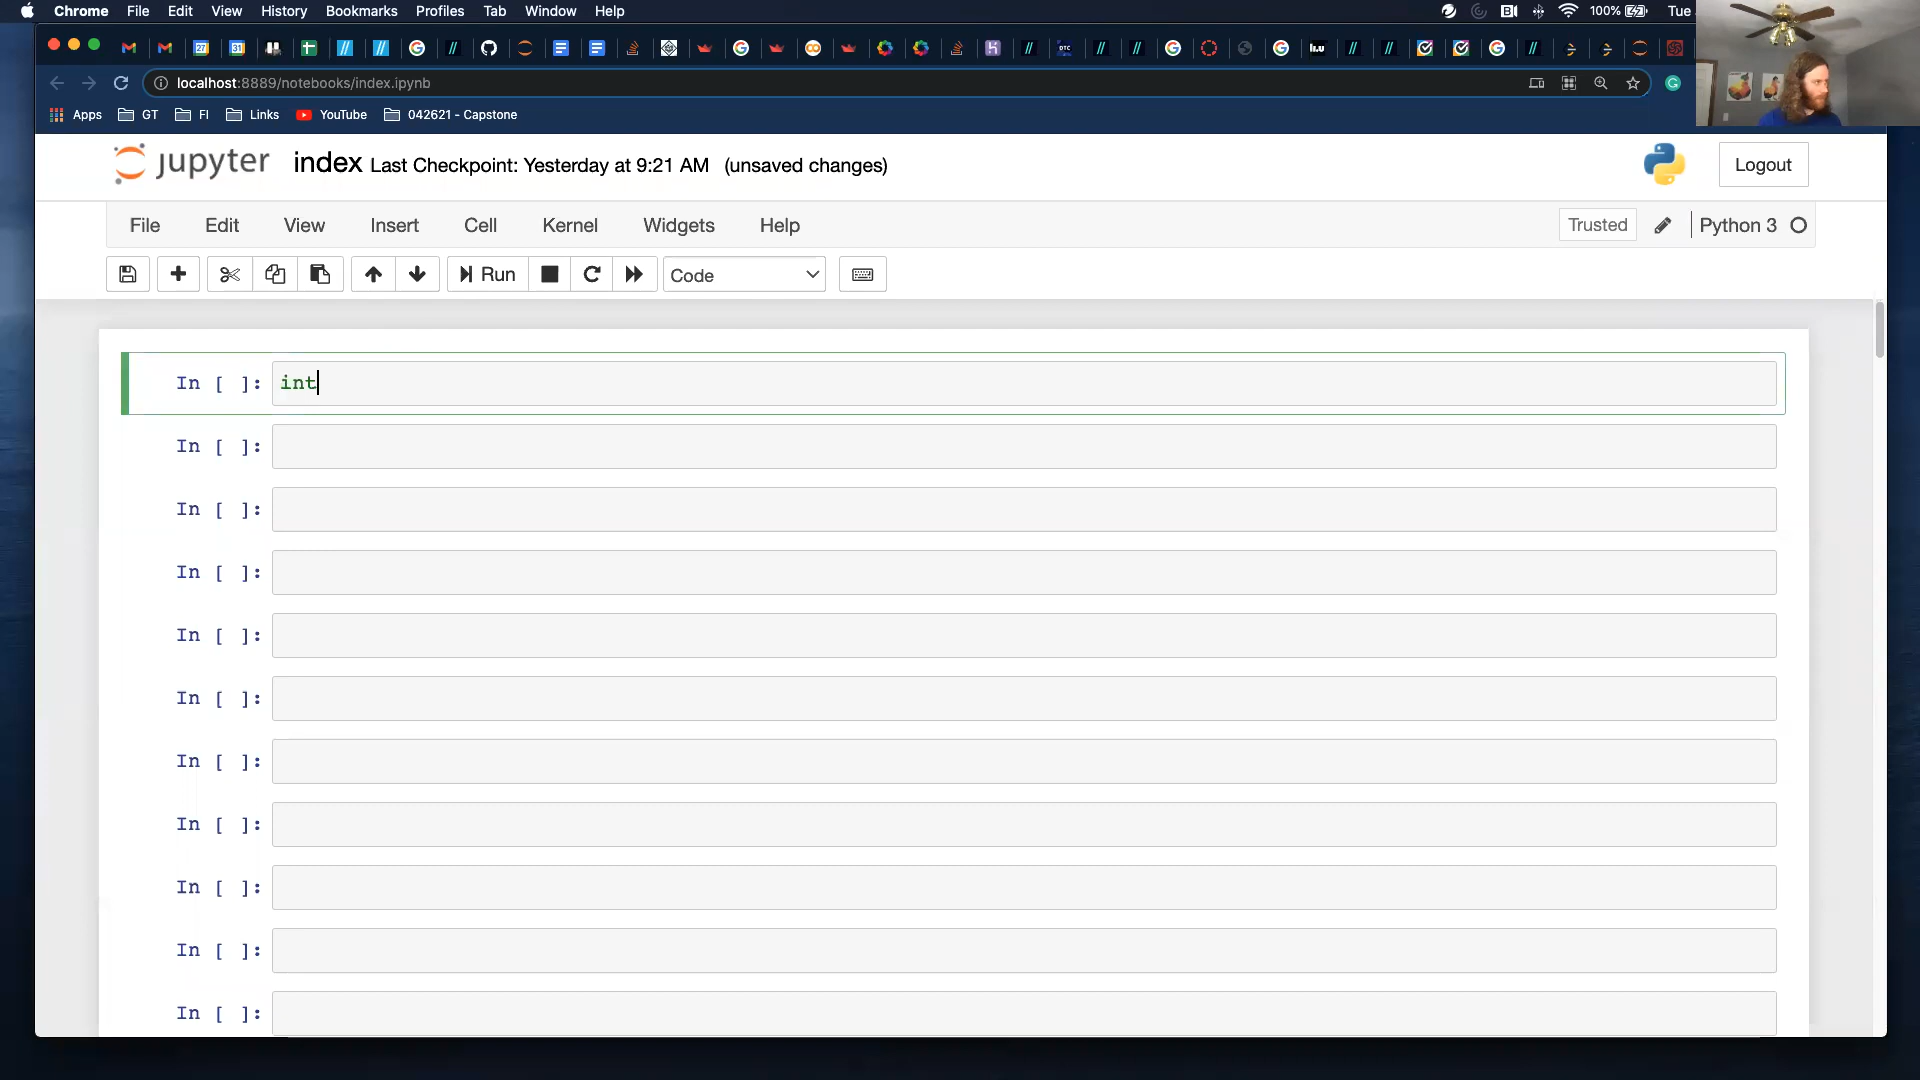 Chrome File Edit View History Bookmarks Profiles Tab Window Help 100% Tue
localhost:8889/notebooks/index.ipynb
Apps GT FI Links YouTube 042621 - Capstone
jupyter index Last Checkpoint: Yesterday at 9:21 AM (unsaved changes) Logout
File Edit View Insert Cell Kernel Widgets Help Trusted Python 3
Run Code
In [ ]: int
In [ ]:
In [ ]:
In [ ]:
In [ ]:
In [ ]:
In [ ]:
In [ ]:
In [ ]:
In [ ]:
In [ ]: